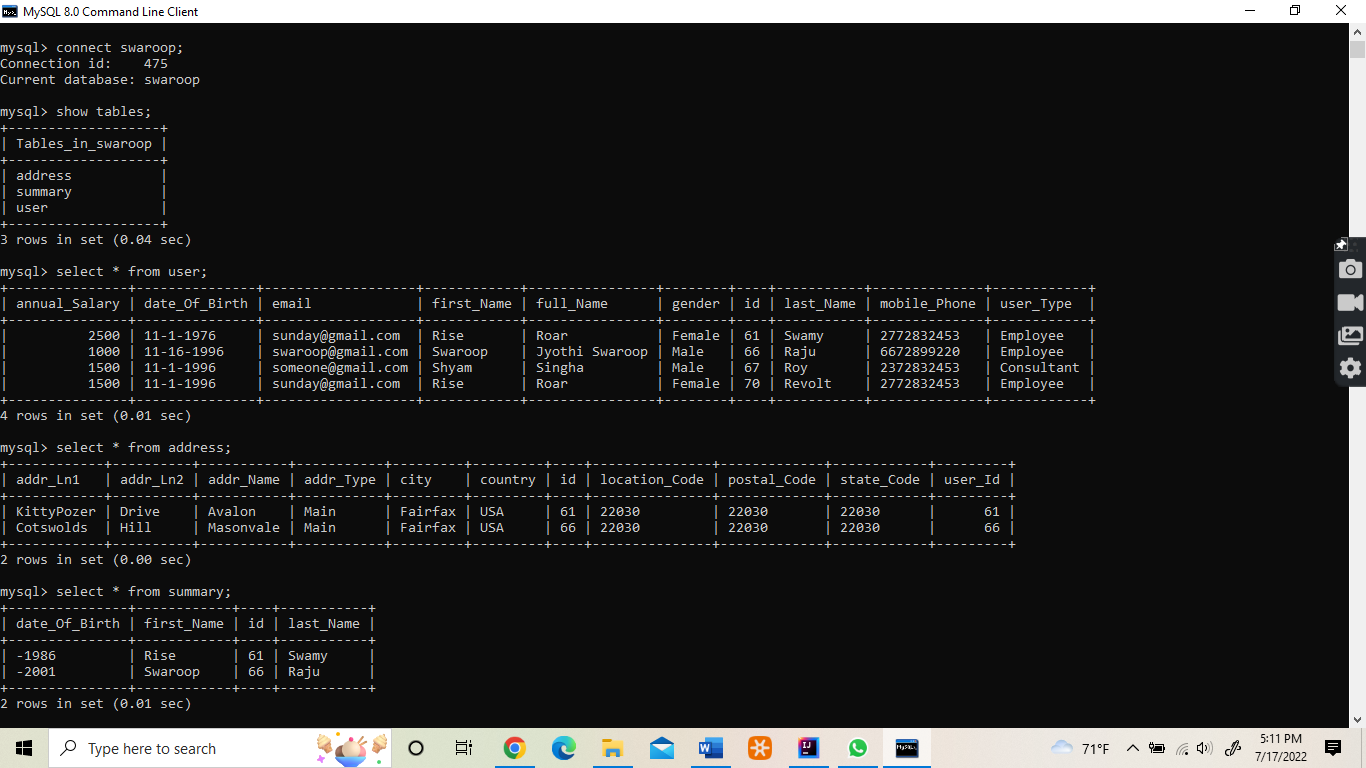 MySQL 8.0 Command Line Client
mysql> connect swaroop;
Connection id:    475
Current database: swaroop
mysql> show tables;
+-------------------+
| Tables_in_swaroop |
+-------------------+
| address           |
| summary           |
| user              |
+-------------------+
3 rows in set (0.04 sec)
mysql> select * from user;
+---------------+---------------+-------------------+------------+----------------+--------+----+-----------+--------------+------------+
| annual_Salary | date_Of_Birth | email             | first_Name | full_Name      | gender | id | last_Name | mobile_Phone | user_Type  |
+---------------+---------------+-------------------+------------+----------------+--------+----+-----------+--------------+------------+
|          2500 | 11-1-1976     | sunday@gmail.com  | Rise       | Roar           | Female | 61 | Swamy     | 2772832453   | Employee   |
|          1000 | 11-16-1996    | swaroop@gmail.com | Swaroop    | Jyothi Swaroop | Male   | 66 | Raju      | 6672899220   | Employee   |
|          1500 | 11-1-1996     | someone@gmail.com | Shyam      | Singha         | Male   | 67 | Roy       | 2372832453   | Consultant |
|          1500 | 11-1-1996     | sunday@gmail.com  | Rise       | Roar           | Female | 70 | Revolt    | 2772832453   | Employee   |
+---------------+---------------+-------------------+------------+----------------+--------+----+-----------+--------------+------------+
4 rows in set (0.01 sec)
mysql> select * from address;
+------------+----------+-----------+-----------+---------+---------+----+---------------+-------------+------------+---------+
| addr_Ln1   | addr_Ln2 | addr_Name | addr_Type | city    | country | id | location_Code | postal_Code | state_Code | user_Id |
+------------+----------+-----------+-----------+---------+---------+----+---------------+-------------+------------+---------+
| KittyPozer | Drive    | Avalon    | Main      | Fairfax | USA     | 61 | 22030         | 22030       | 22030      |      61 |
| Cotswolds  | Hill     | Masonvale | Main      | Fairfax | USA     | 66 | 22030         | 22030       | 22030      |      66 |
+------------+----------+-----------+-----------+---------+---------+----+---------------+-------------+------------+---------+
2 rows in set (0.00 sec)
mysql> select * from summary;
+---------------+------------+----+-----------+
| date_Of_Birth | first_Name | id | last_Name |
+---------------+------------+----+-----------+
| -1986         | Rise       | 61 | Swamy     |
| -2001         | Swaroop    | 66 | Raju      |
+---------------+------------+----+-----------+
2 rows in set (0.01 sec)
Type here to search
71°F
5:11 PM
7/17/2022